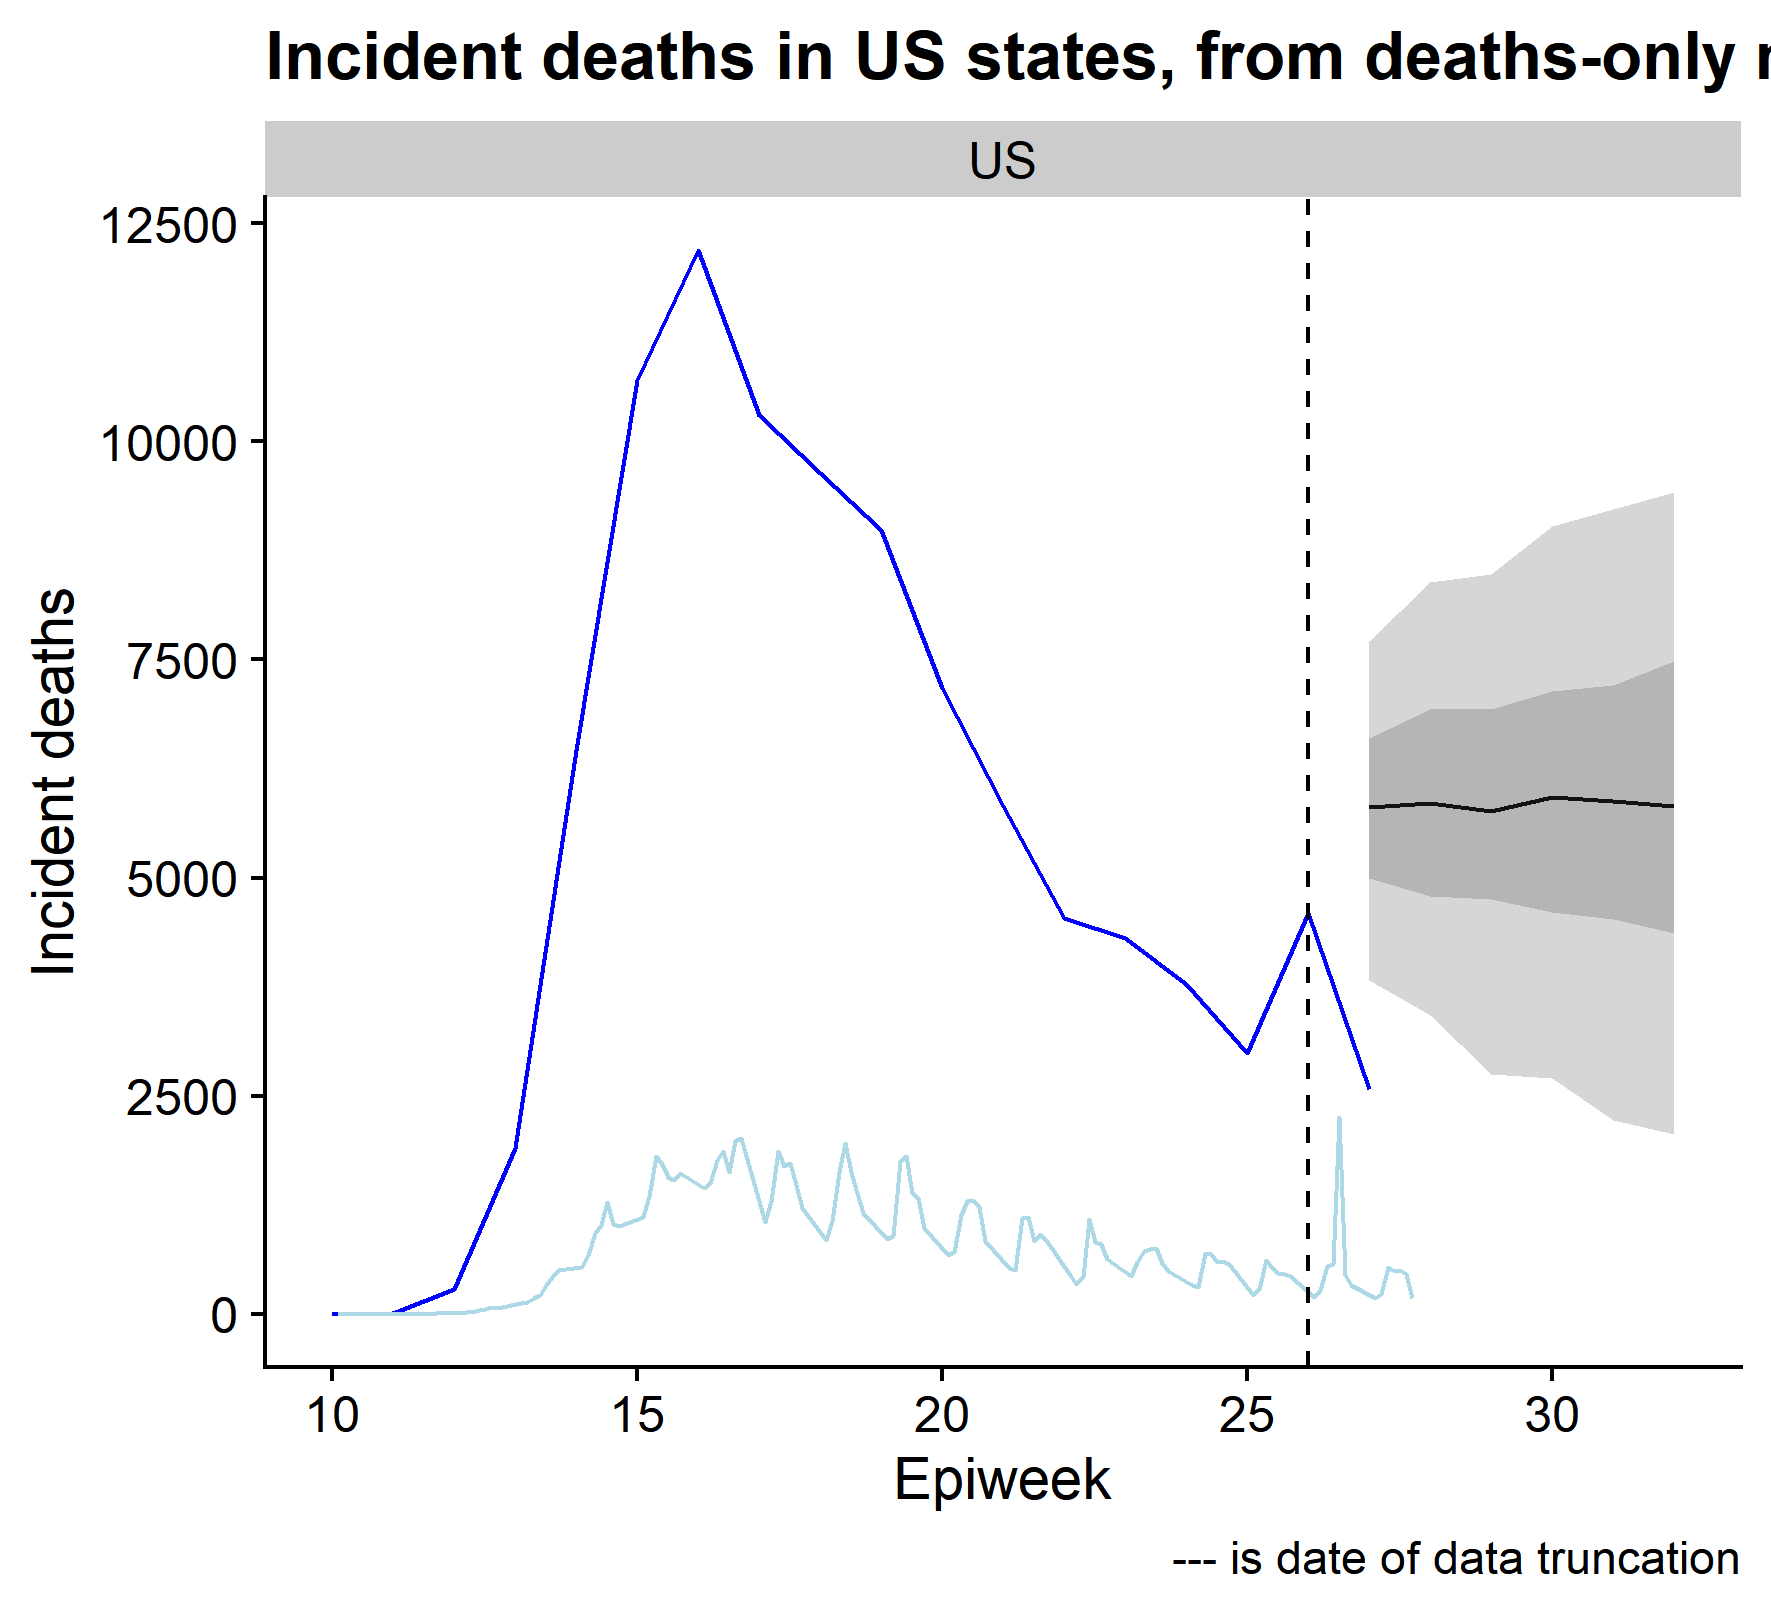 Incident deaths in US states, from deaths-only
US
12500
10000
7500
5000
2500
0
Incident deaths
10 15 20 25 30
Epiweek
--- is date of data truncation